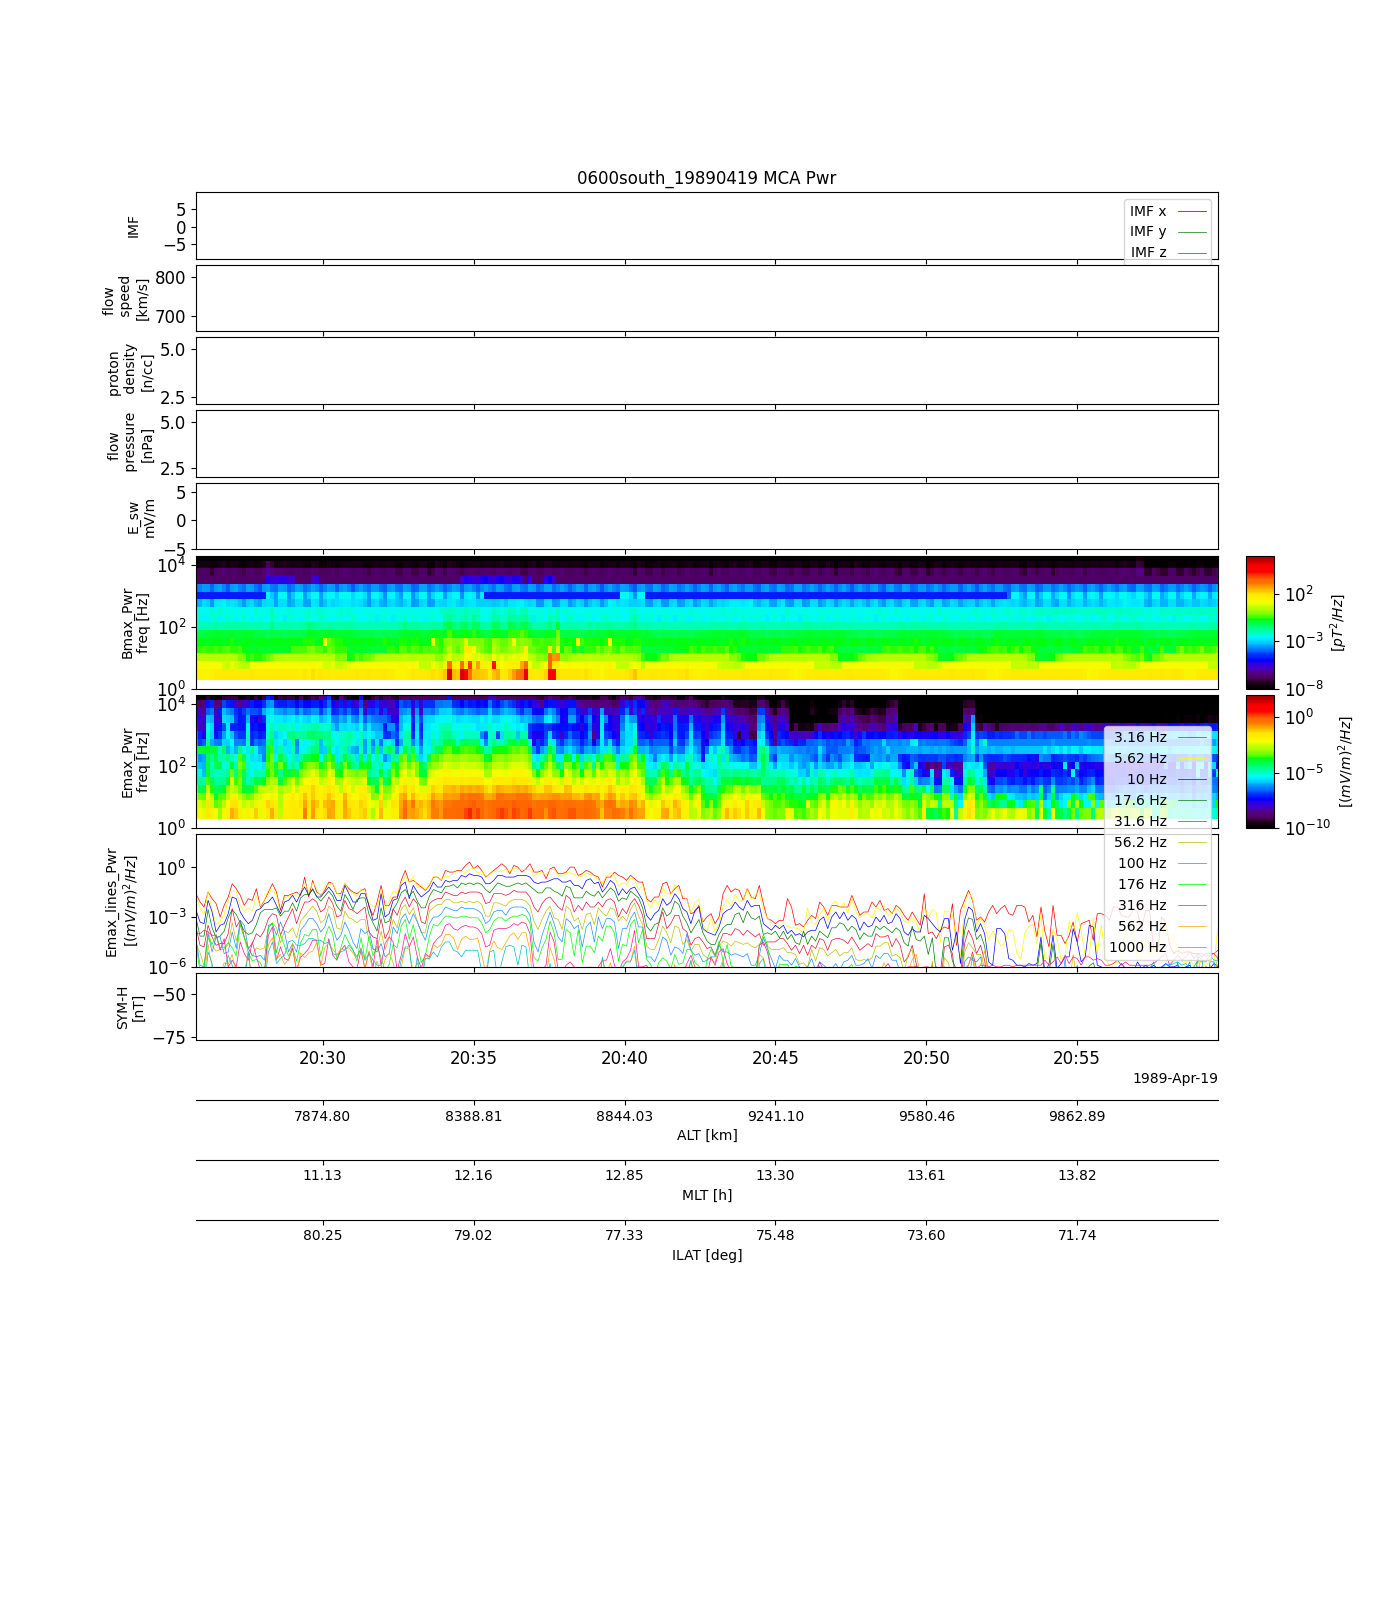 0600south_19890419 MCA Pwr
IMF
5
0
−5
IMF x
IMF y
IMF z
flow
speed
[km/s]
800
700
proton
density
[n/cc]
5.0
2.5
flow
pressure
[nPa]
5.0
2.5
E_sw
mV/m
5
0
−5
Bmax_Pwr
freq [Hz]
10^4
10^2
10^0
10^2
10^−3
10^−8
[pT^2/Hz]
Emax_Pwr
freq [Hz]
10^4
10^2
10^0
10^0
10^−5
10^−10
[(mV/m)^2/Hz]
3.16 Hz
5.62 Hz
10 Hz
17.6 Hz
31.6 Hz
56.2 Hz
100 Hz
176 Hz
316 Hz
562 Hz
1000 Hz
Emax_lines_Pwr
[(mV/m)^2/Hz]
10^0
10^−3
10^−6
SYM-H
[nT]
−50
−75
20:30 20:35 20:40 20:45 20:50 20:55
1989-Apr-19
7874.80 8388.81 8844.03 9241.10 9580.46 9862.89
ALT [km]
11.13 12.16 12.85 13.30 13.61 13.82
MLT [h]
80.25 79.02 77.33 75.48 73.60 71.74
ILAT [deg]